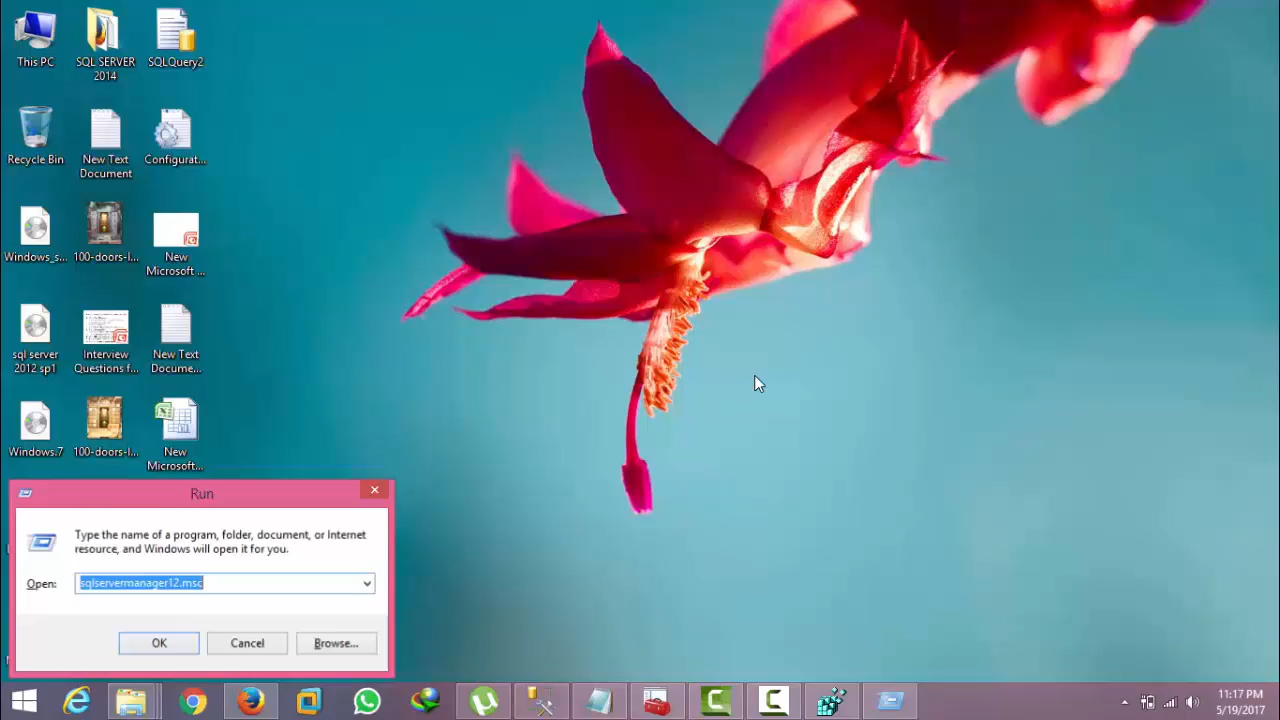 This PC
SQL SERVER
2014
SQLQuery2
Recycle Bin
New Text
Document
Configurat...
Windows_s...
100-doors-I...
New
Microsoft ...
sql server
2012 sp1
Interview
Questions f...
New Text
Docume...
Windows.7
100-doors-I...
New
Microsoft...
Run
Type the name of a program, folder, document, or Internet
resource, and Windows will open it for you.
Open:
sqlservermanager12.msc
OK
Cancel
Browse...
11:17 PM
5/19/2017